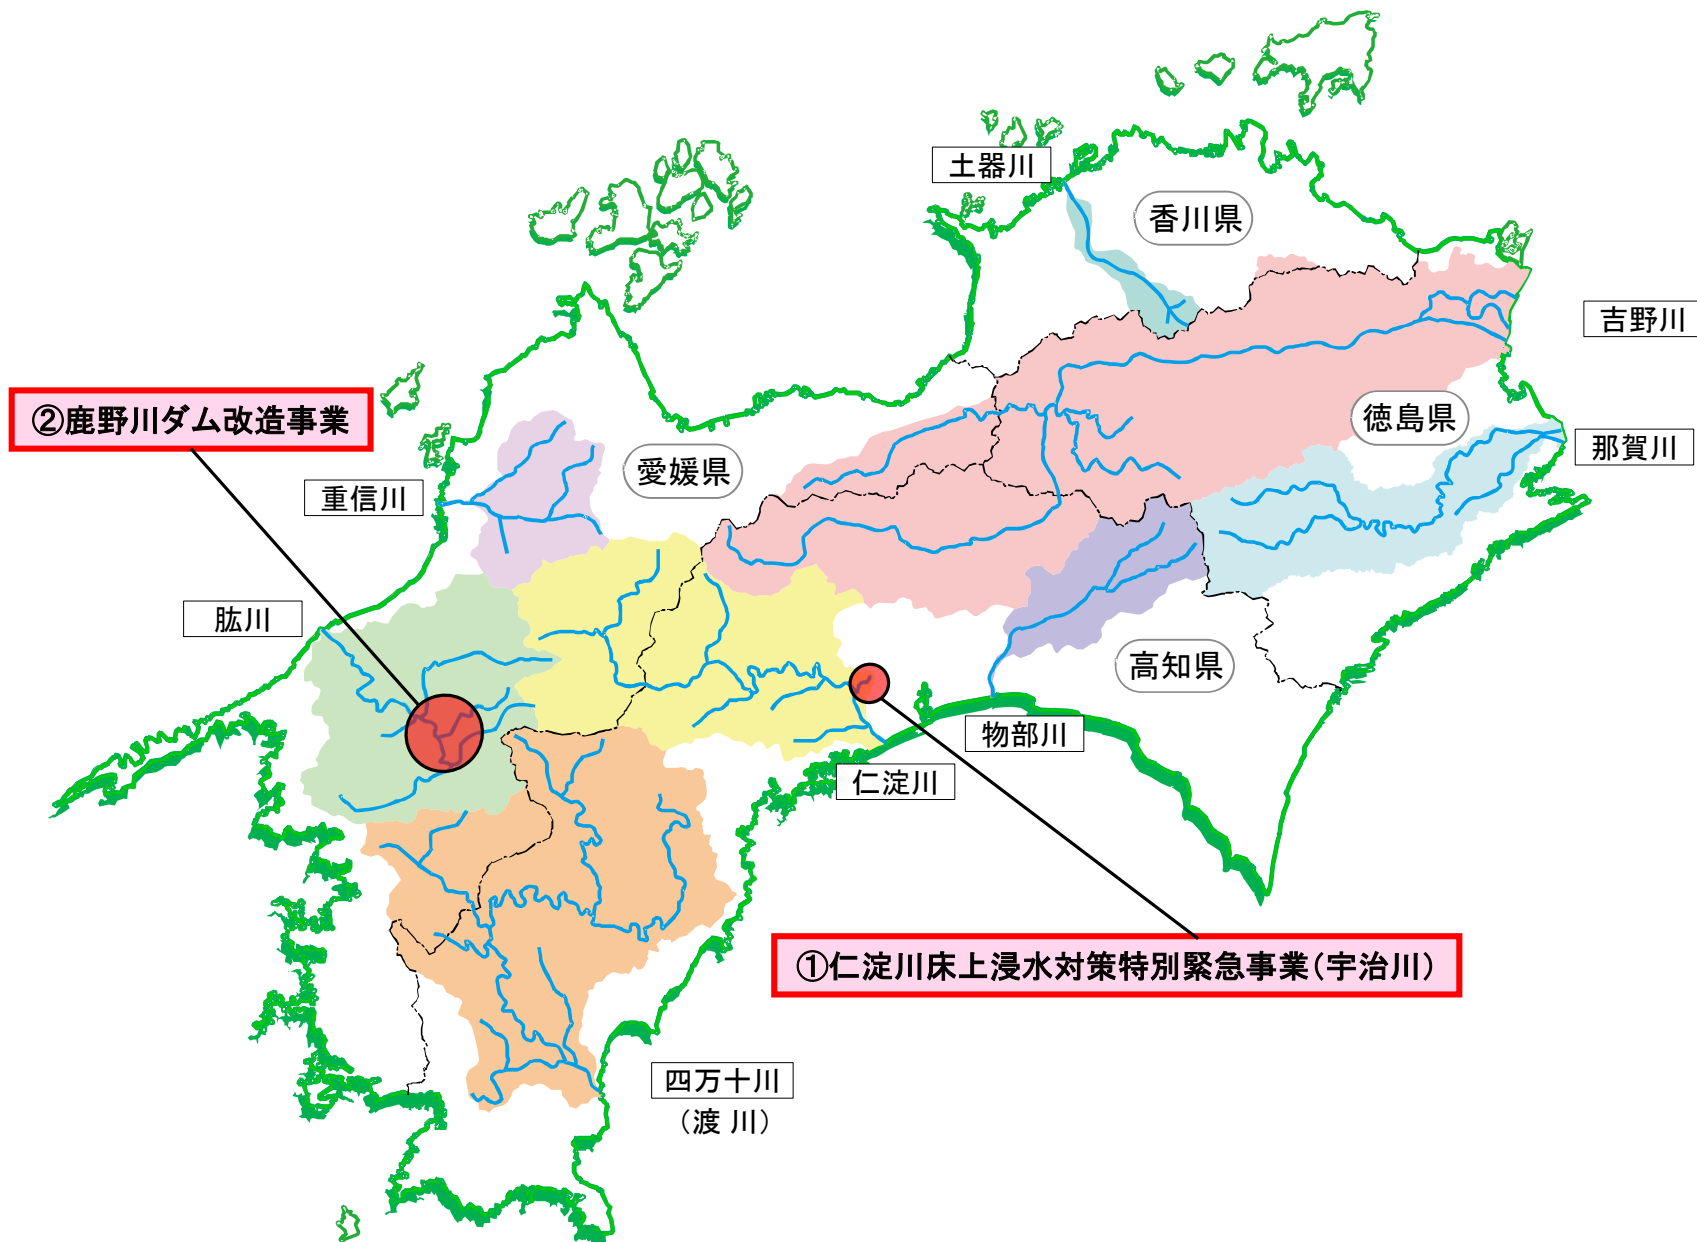 土器川
香川県
吉野川
②鹿野川ダム改造事業
徳島県
那賀川
愛媛県
重信川
肱川
高知県
物部川
仁淀川
①仁淀川床上浸水対策特別緊急事業(宇治川)
四万十川
(渡 川)